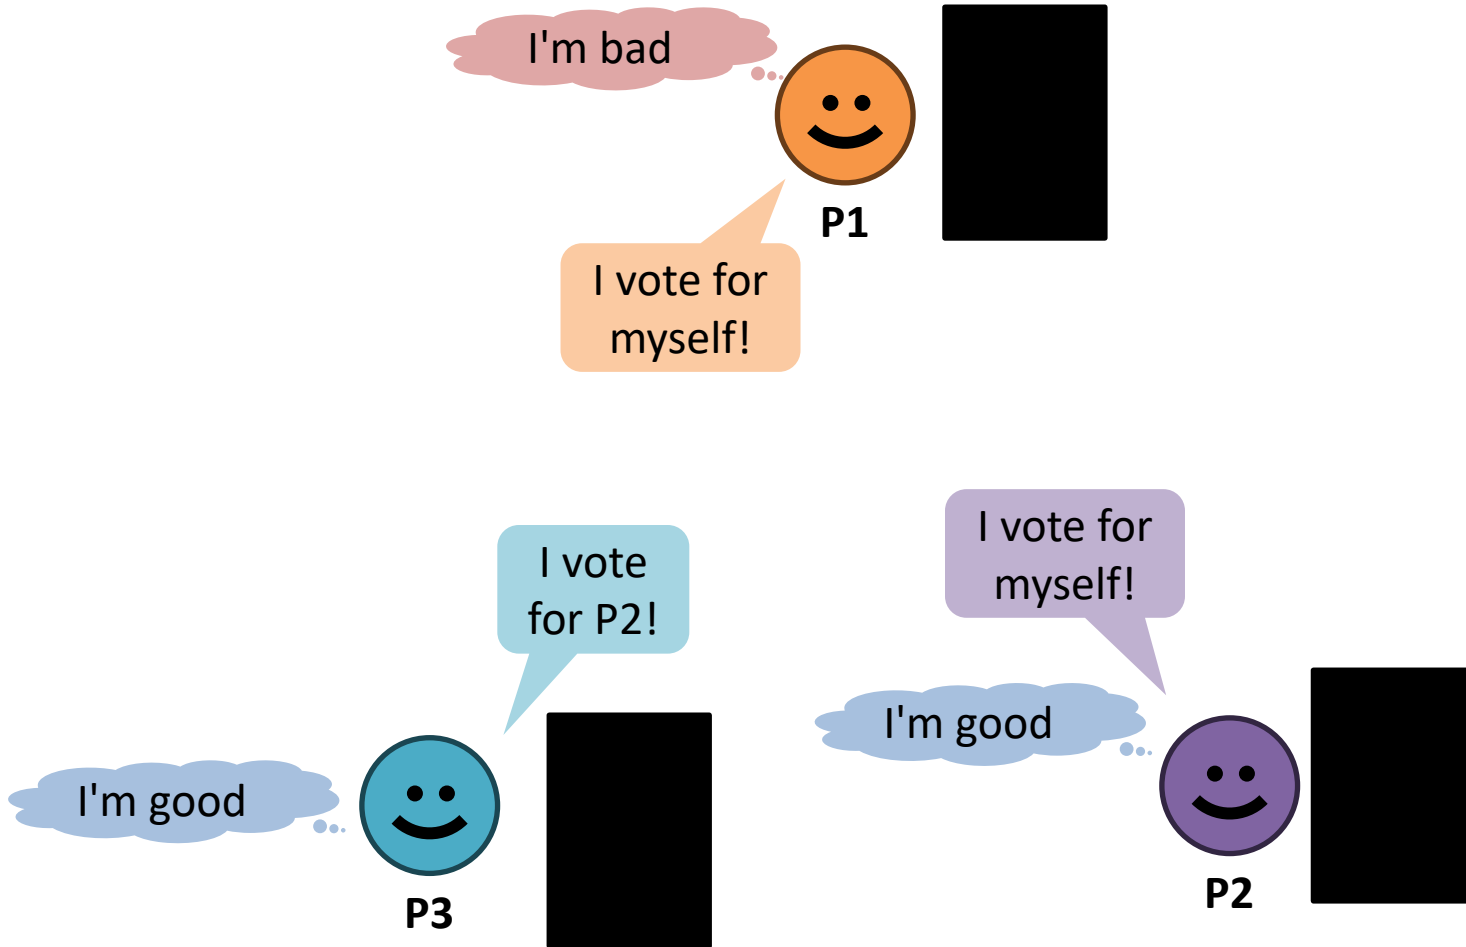 I'm bad
P1
I vote for
myself!
I vote for
myself!
I vote
for P2!
I'm good
P2
I'm good
P3